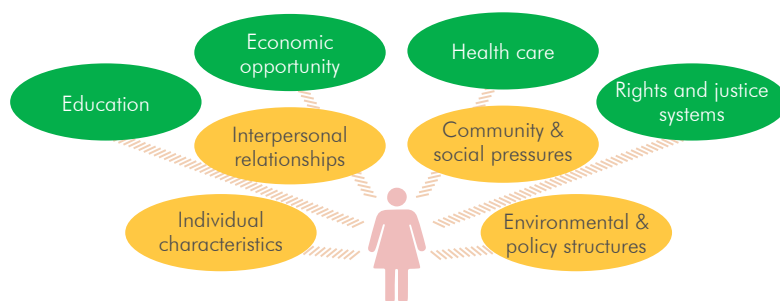 Economic
opportunity
Health care
Education
Rights and justice
systems
Interpersonal
relationships
Community &
social pressures
Individual
characteristics
Environmental &
policy structures